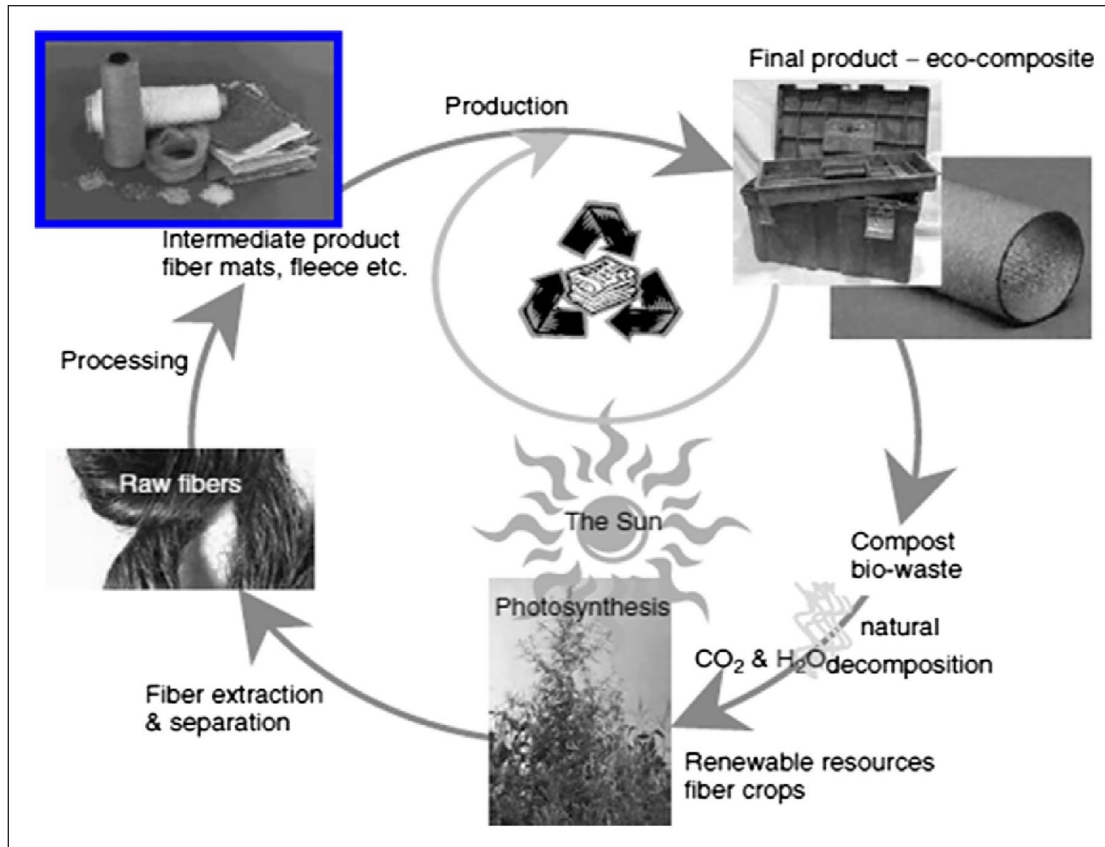 Final product – eco-composite
Production
Intermediate product
fiber mats, fleece etc.
Processing
Raw fibers
The Sun
Compost
bio-waste
Photosynthesis
natural
CO₂ & H₂O decomposition
Fiber extraction
& separation
Renewable resources
fiber crops